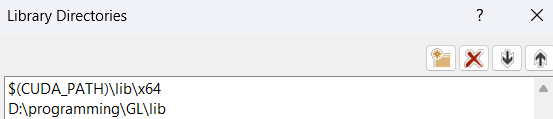 Library Directories
$(CUDA_PATH)\lib\x64
D:\programming\GL\lib